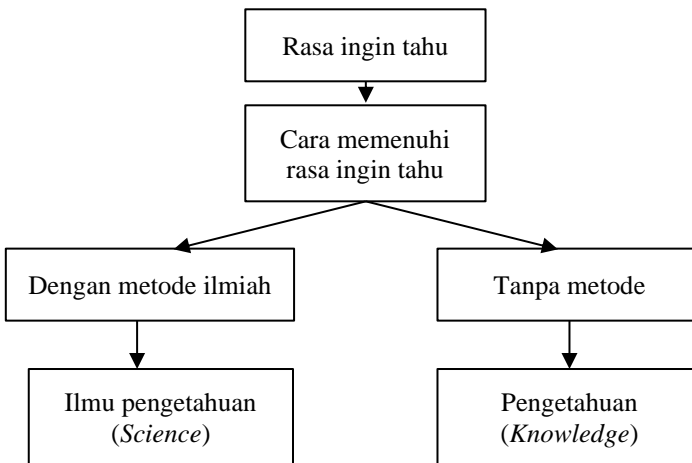 Rasa ingin tahu
Cara memenuhi
rasa ingin tahu
Dengan metode ilmiah
Tanpa metode
Ilmu pengetahuan
(Science)
Pengetahuan
(Knowledge)